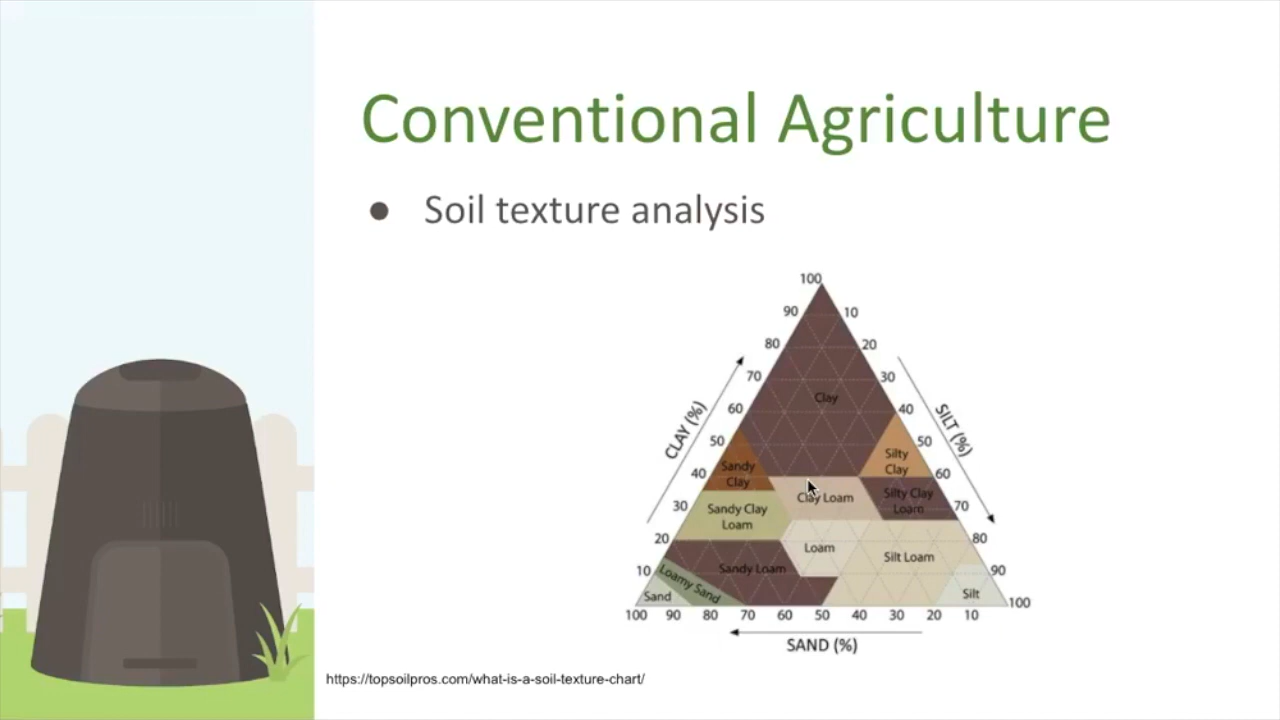 Conventional Agriculture
● Soil texture analysis
100
90 10
80 20
70 30
Clay
60 40
CLAY (%)
SILT (%)
50 50
Silty
Clay
Sandy
Clay
40 60
Clay Loam
Silty Clay
Loam
30 70
Sandy Clay
Loam
20 80
Loam
Silt Loam
10 90
Sandy Loam
Loamy Sand
Sand
Silt
100
100 90 80 70 60 50 40 30 20 10
SAND (%)
https://topsoilpros.com/what-is-a-soil-texture-chart/